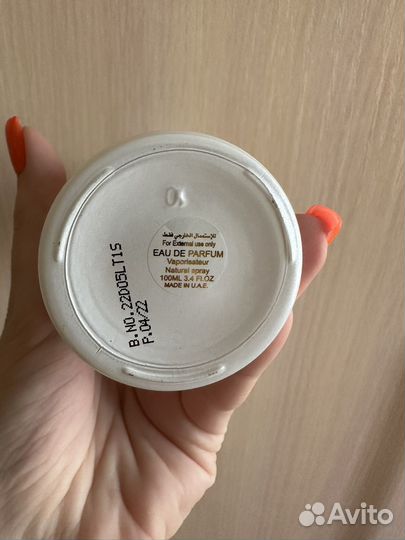 للإستعمال الخارجي فقط
For External use only
EAU DE PARFUM
Vaporisateur
Natural spray
100ML 3.4 FL.OZ
MADE IN U.A.E.
B.NO.22D05LT15
P.04/22
Avito